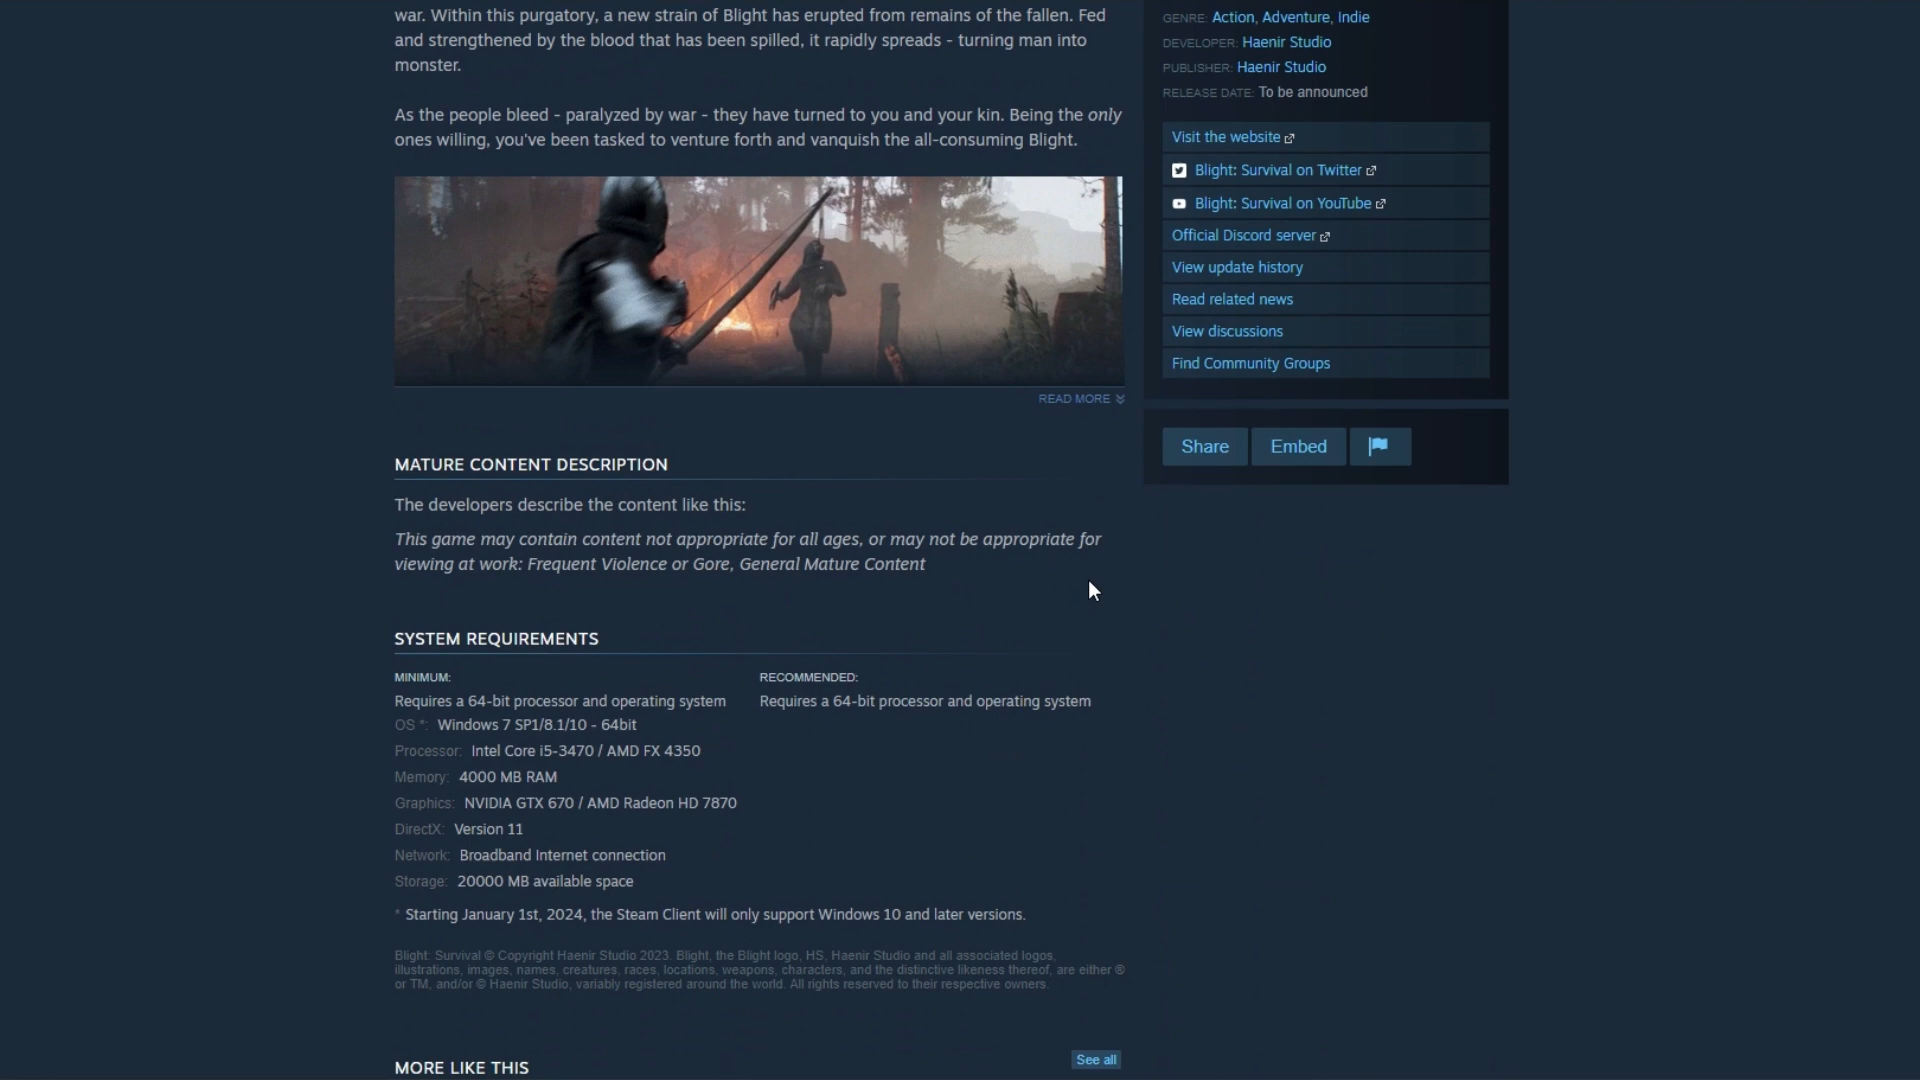 war. Within this purgatory, a new strain of Blight has erupted from remains of the fallen. Fed
and strengthened by the blood that has been spilled, it rapidly spreads - turning man into
monster.
As the people bleed - paralyzed by war - they have turned to you and your kin. Being the only
ones willing, you've been tasked to venture forth and vanquish the all-consuming Blight.
READ MORE
MATURE CONTENT DESCRIPTION
The developers describe the content like this:
This game may contain content not appropriate for all ages, or may not be appropriate for
viewing at work: Frequent Violence or Gore, General Mature Content
SYSTEM REQUIREMENTS
MINIMUM:
Requires a 64-bit processor and operating system
OS *: Windows 7 SP1/8.1/10 - 64bit
Processor: Intel Core i5-3470 / AMD FX 4350
Memory: 4000 MB RAM
Graphics: NVIDIA GTX 670 / AMD Radeon HD 7870
DirectX: Version 11
Network: Broadband Internet connection
Storage: 20000 MB available space
RECOMMENDED:
Requires a 64-bit processor and operating system
* Starting January 1st, 2024, the Steam Client will only support Windows 10 and later versions.
Blight: Survival © Copyright Haenir Studio 2023. Blight, the Blight logo, HS, Haenir Studio and all associated logos,
illustrations, images, names, creatures, races, locations, weapons, characters, and the distinctive likeness thereof, are either ®
or TM, and/or © Haenir Studio, variably registered around the world. All rights reserved to their respective owners.
MORE LIKE THIS
See all
GENRE: Action, Adventure, Indie
DEVELOPER: Haenir Studio
PUBLISHER: Haenir Studio
RELEASE DATE: To be announced
Visit the website
Blight: Survival on Twitter
Blight: Survival on YouTube
Official Discord server
View update history
Read related news
View discussions
Find Community Groups
Share
Embed